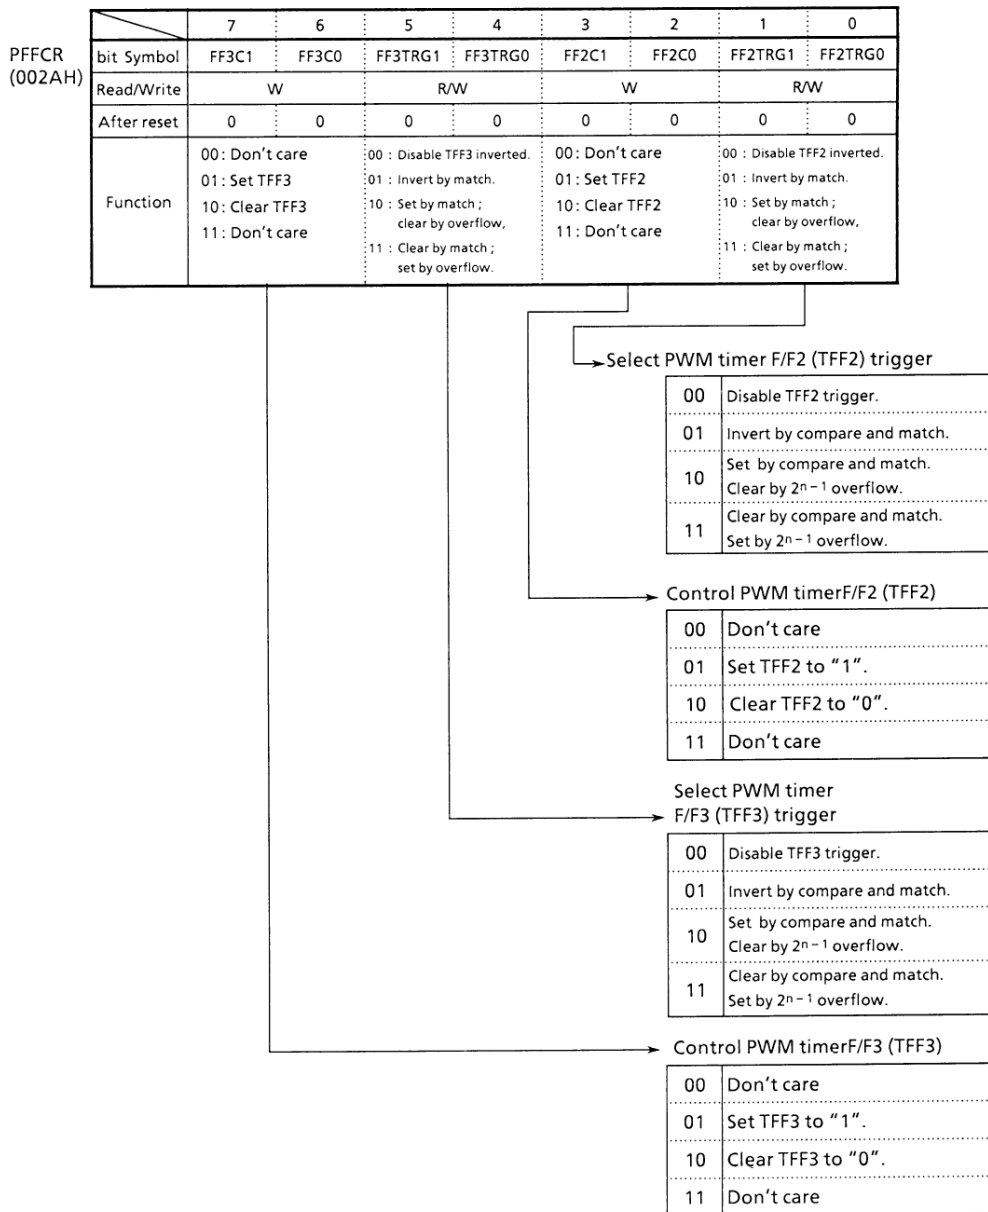 PFFCR
(002AH)
7 6 5 4 3 2 1 0
bit Symbol FF3C1 FF3C0 FF3TRG1 FF3TRG0 FF2C1 FF2C0 FF2TRG1 FF2TRG0
Read/Write W R/W W R/W
After reset 0 0 0 0 0 0 0 0
Function
00 : Don't care
01 : Set TFF3
10 : Clear TFF3
11 : Don't care
00 : Disable TFF3 inverted.
01 : Invert by match.
10 : Set by match ;
clear by overflow,
11 : Clear by match ;
set by overflow.
00 : Don't care
01 : Set TFF2
10 : Clear TFF2
11 : Don't care
00 : Disable TFF2 inverted.
01 : Invert by match.
10 : Set by match ;
clear by overflow,
11 : Clear by match ;
set by overflow.
Select PWM timer F/F2 (TFF2) trigger
00 Disable TFF2 trigger.
01 Invert by compare and match.
10 Set by compare and match.
Clear by 2ⁿ⁻¹ overflow.
11 Clear by compare and match.
Set by 2ⁿ⁻¹ overflow.
Control PWM timerF/F2 (TFF2)
00 Don't care
01 Set TFF2 to "1".
10 Clear TFF2 to "0".
11 Don't care
Select PWM timer
F/F3 (TFF3) trigger
00 Disable TFF3 trigger.
01 Invert by compare and match.
10 Set by compare and match.
Clear by 2ⁿ⁻¹ overflow.
11 Clear by compare and match.
Set by 2ⁿ⁻¹ overflow.
Control PWM timerF/F3 (TFF3)
00 Don't care
01 Set TFF3 to "1".
10 Clear TFF3 to "0".
11 Don't care